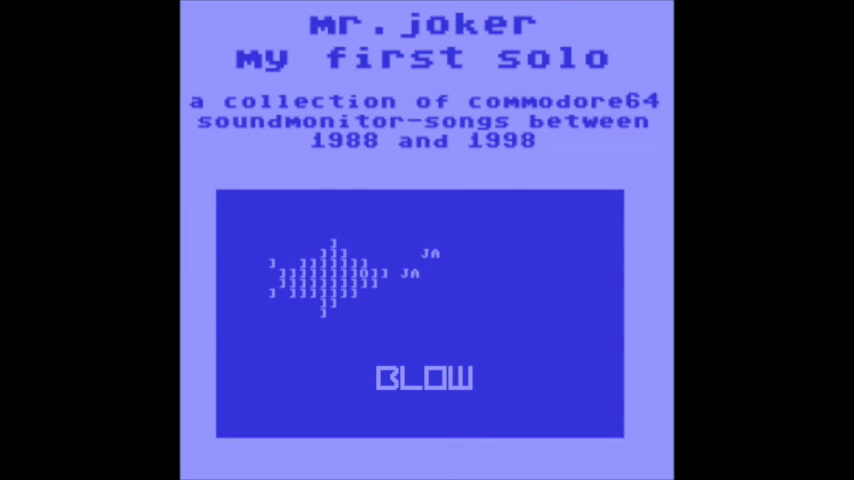 mr.joker
my first solo
a collection of commodore64
soundmonitor-songs between
1988 and 1998
]
]]] JA
] ]]]]]]]
]]]]]]]]O]] JA
]]]]]]]]]]
] ]]]]]]]
]]
]
BLOW